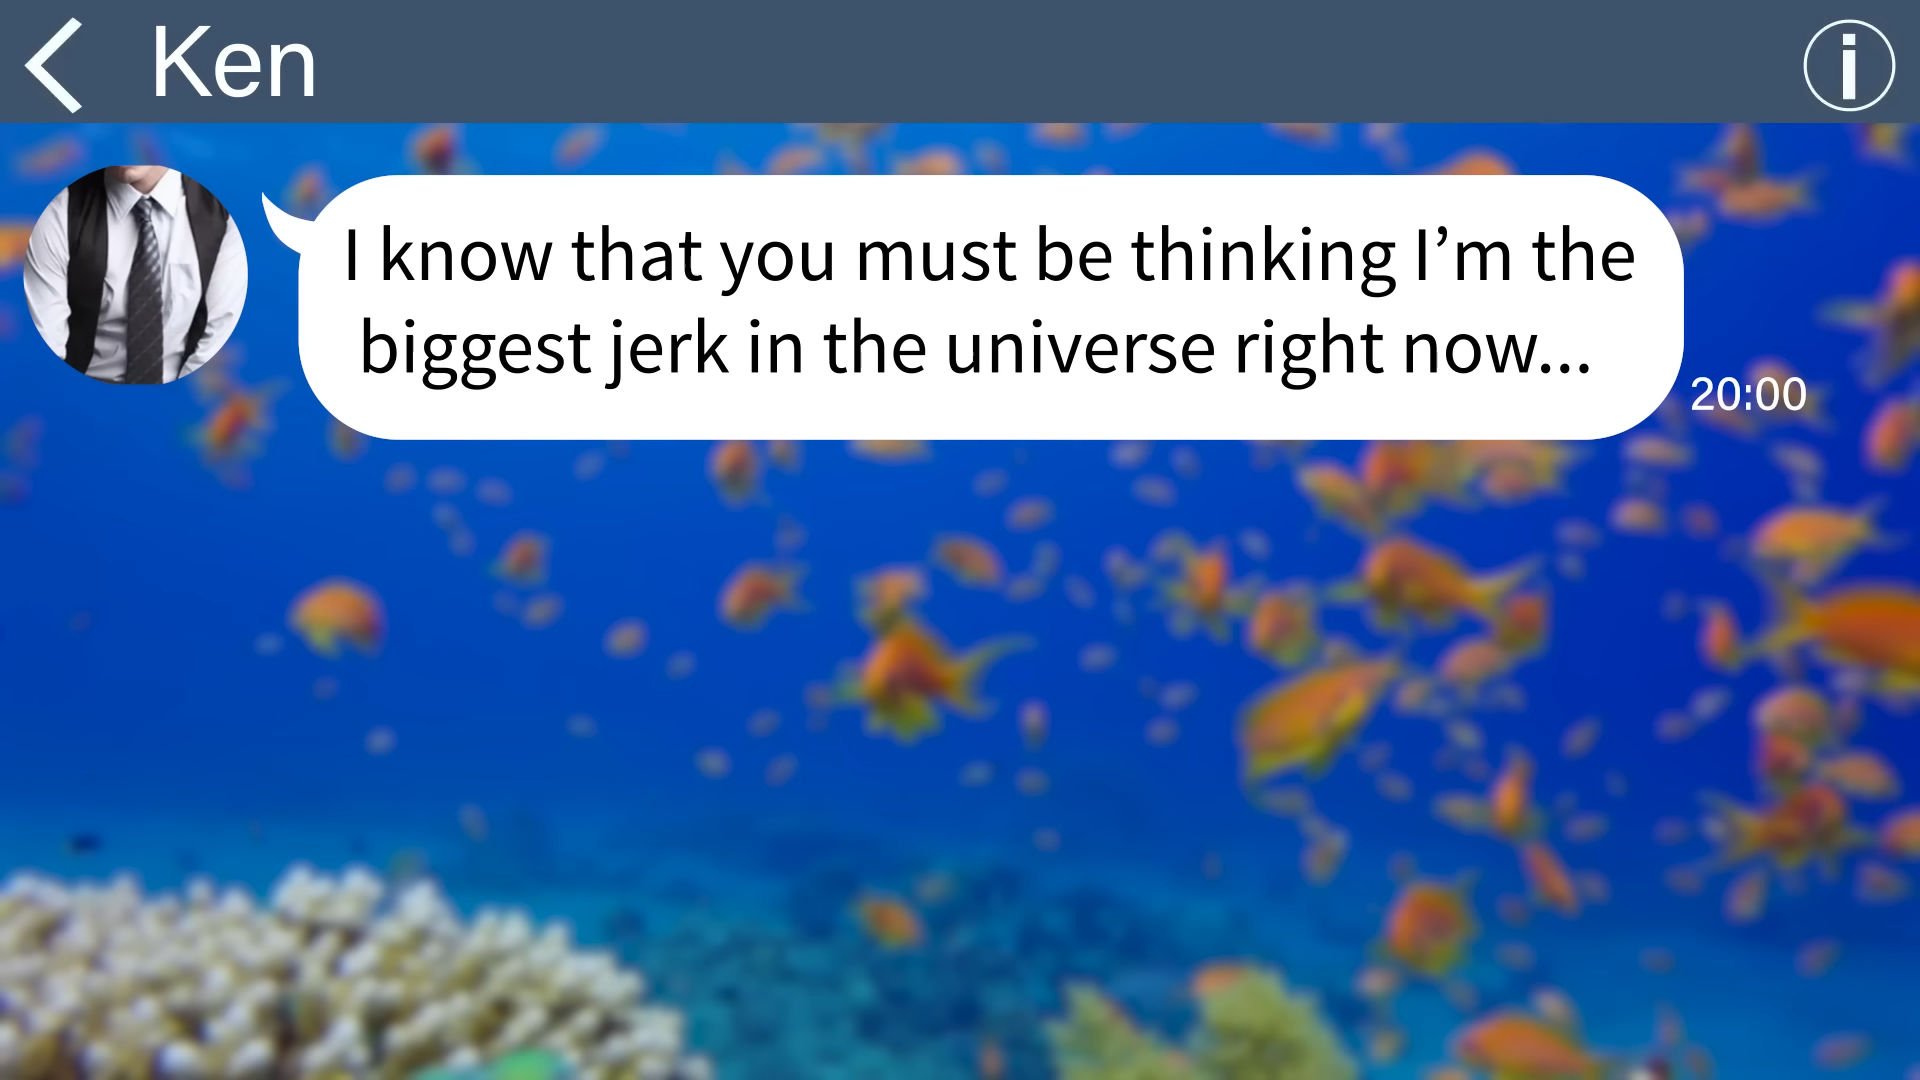 Ken
I know that you must be thinking I’m the
biggest jerk in the universe right now...
20:00